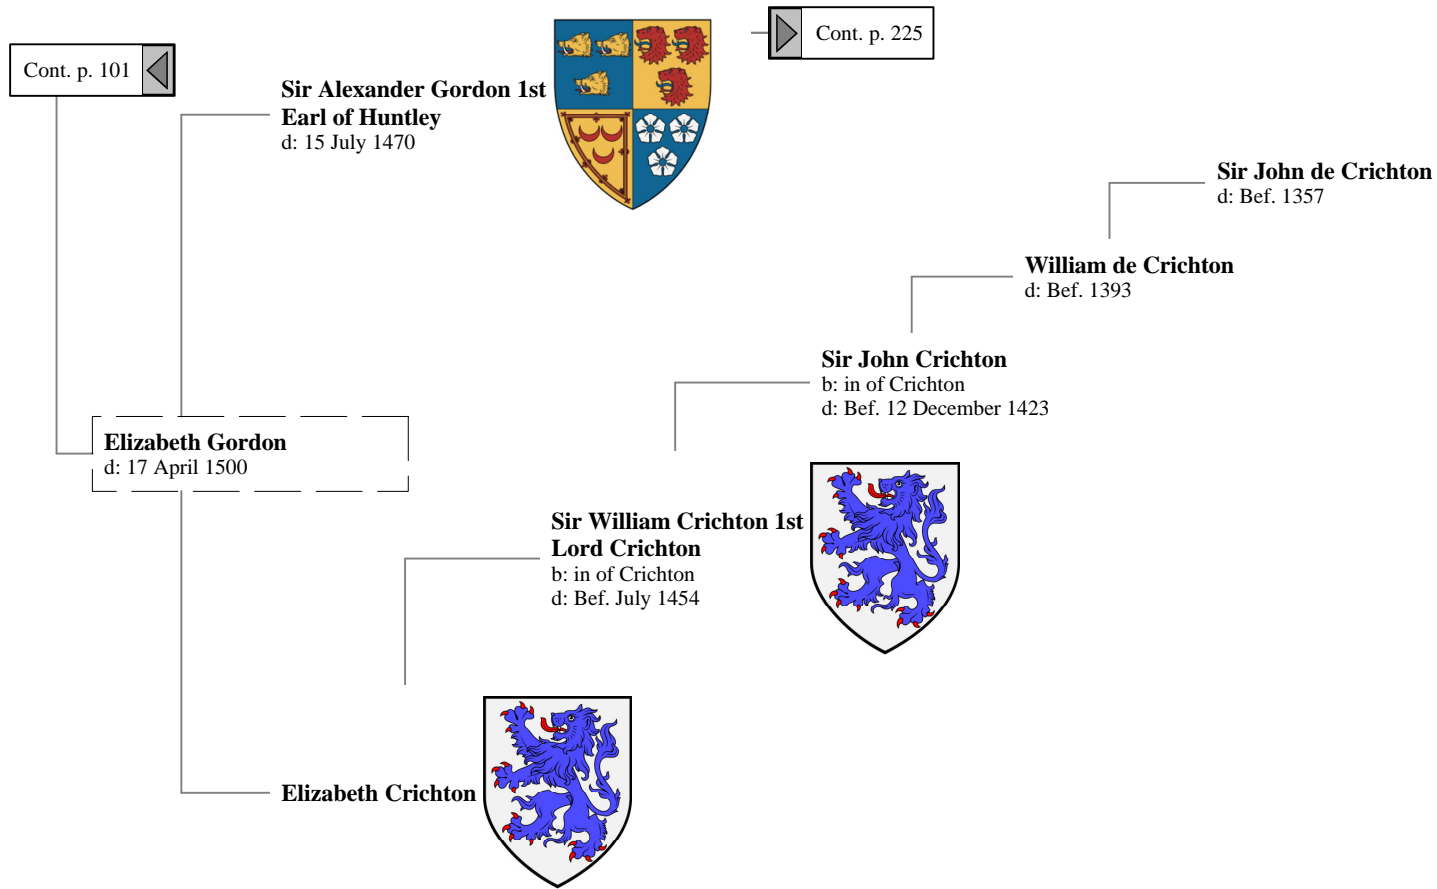 Cont. p. 101
Cont. p. 225
Sir Alexander Gordon 1st
Earl of Huntley
d: 15 July 1470
Sir John de Crichton
d: Bef. 1357
William de Crichton
d: Bef. 1393
Sir John Crichton
b: in of Crichton
d: Bef. 12 December 1423
Elizabeth Gordon
d: 17 April 1500
Sir William Crichton 1st
Lord Crichton
b: in of Crichton
d: Bef. July 1454
Elizabeth Crichton